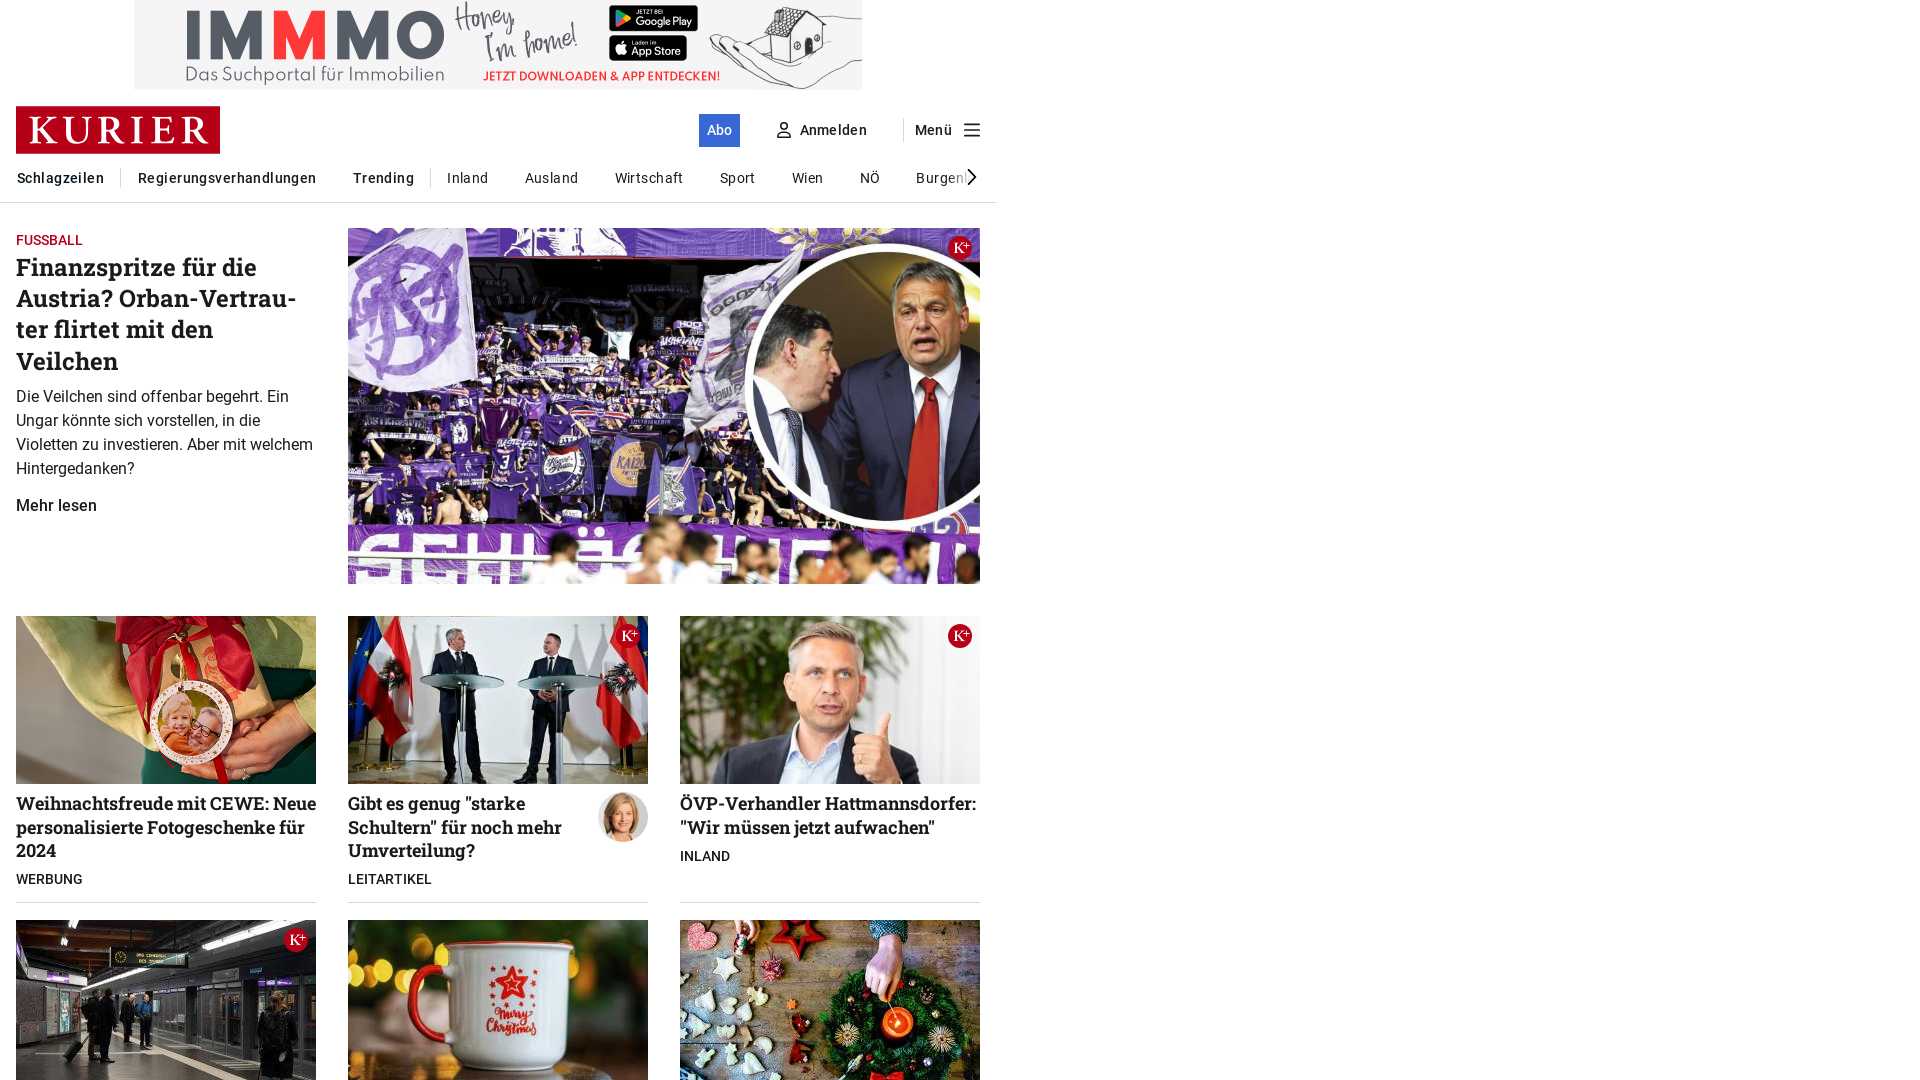 IMMMO
Das Suchportal für Immobilien
Honey,
I'm home!
JETZT BEI
Google Play
Laden im
App Store
JETZT DOWNLOADEN & APP ENTDECKEN!
KURIER
Abo
Anmelden
Menü
Schlagzeilen
Regierungsverhandlungen
Trending
Inland
Ausland
Wirtschaft
Sport
Wien
NÖ
FUSSBALL
Finanzspritze für die
Austria? Orban-Vertrau-
ter flirtet mit den
Veilchen
Die Veilchen sind offenbar begehrt. Ein
Ungar könnte sich vorstellen, in die
Violetten zu investieren. Aber mit welchem
Hintergedanken?
Mehr lesen
K+
K+
K+
Weihnachtsfreude mit CEWE: Neue
personalisierte Fotogeschenke für
2024
WERBUNG
Gibt es genug "starke
Schultern" für noch mehr
Umverteilung?
LEITARTIKEL
ÖVP-Verhandler Hattmannsdorfer:
"Wir müssen jetzt aufwachen"
INLAND
K+
Merry
Christmas